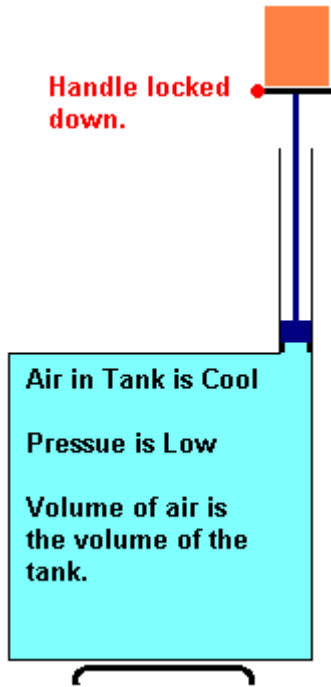 Handle locked
down.
Air in Tank is Cool
Pressue is Low
Volume of air is
the volume of the
tank.